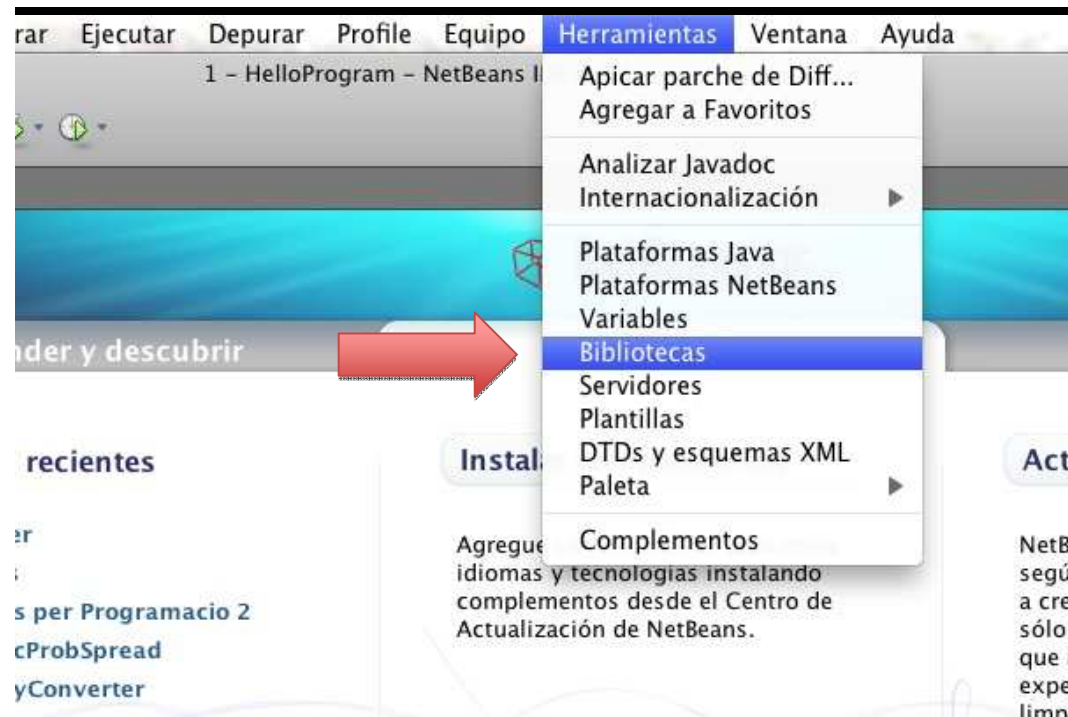 rar Ejecutar Depurar Profile Equipo Herramientas Ventana Ayuda
1 - HelloProgram - NetBeans I
Apicar parche de Diff...
Agregar a Favoritos
Analizar Javadoc
Internacionalización
Plataformas Java
Plataformas NetBeans
Variables
Bibliotecas
Servidores
Plantillas
DTDs y esquemas XML
Paleta
Complementos
nder y descubrir
recientes
er
s per Programacio 2
cProbSpread
yConverter
Instal
Agregue
idiomas y tecnologías instalando
complementos desde el Centro de
Actualización de NetBeans.
Act
NetB
segú
a cre
sólo
que
expe
limp